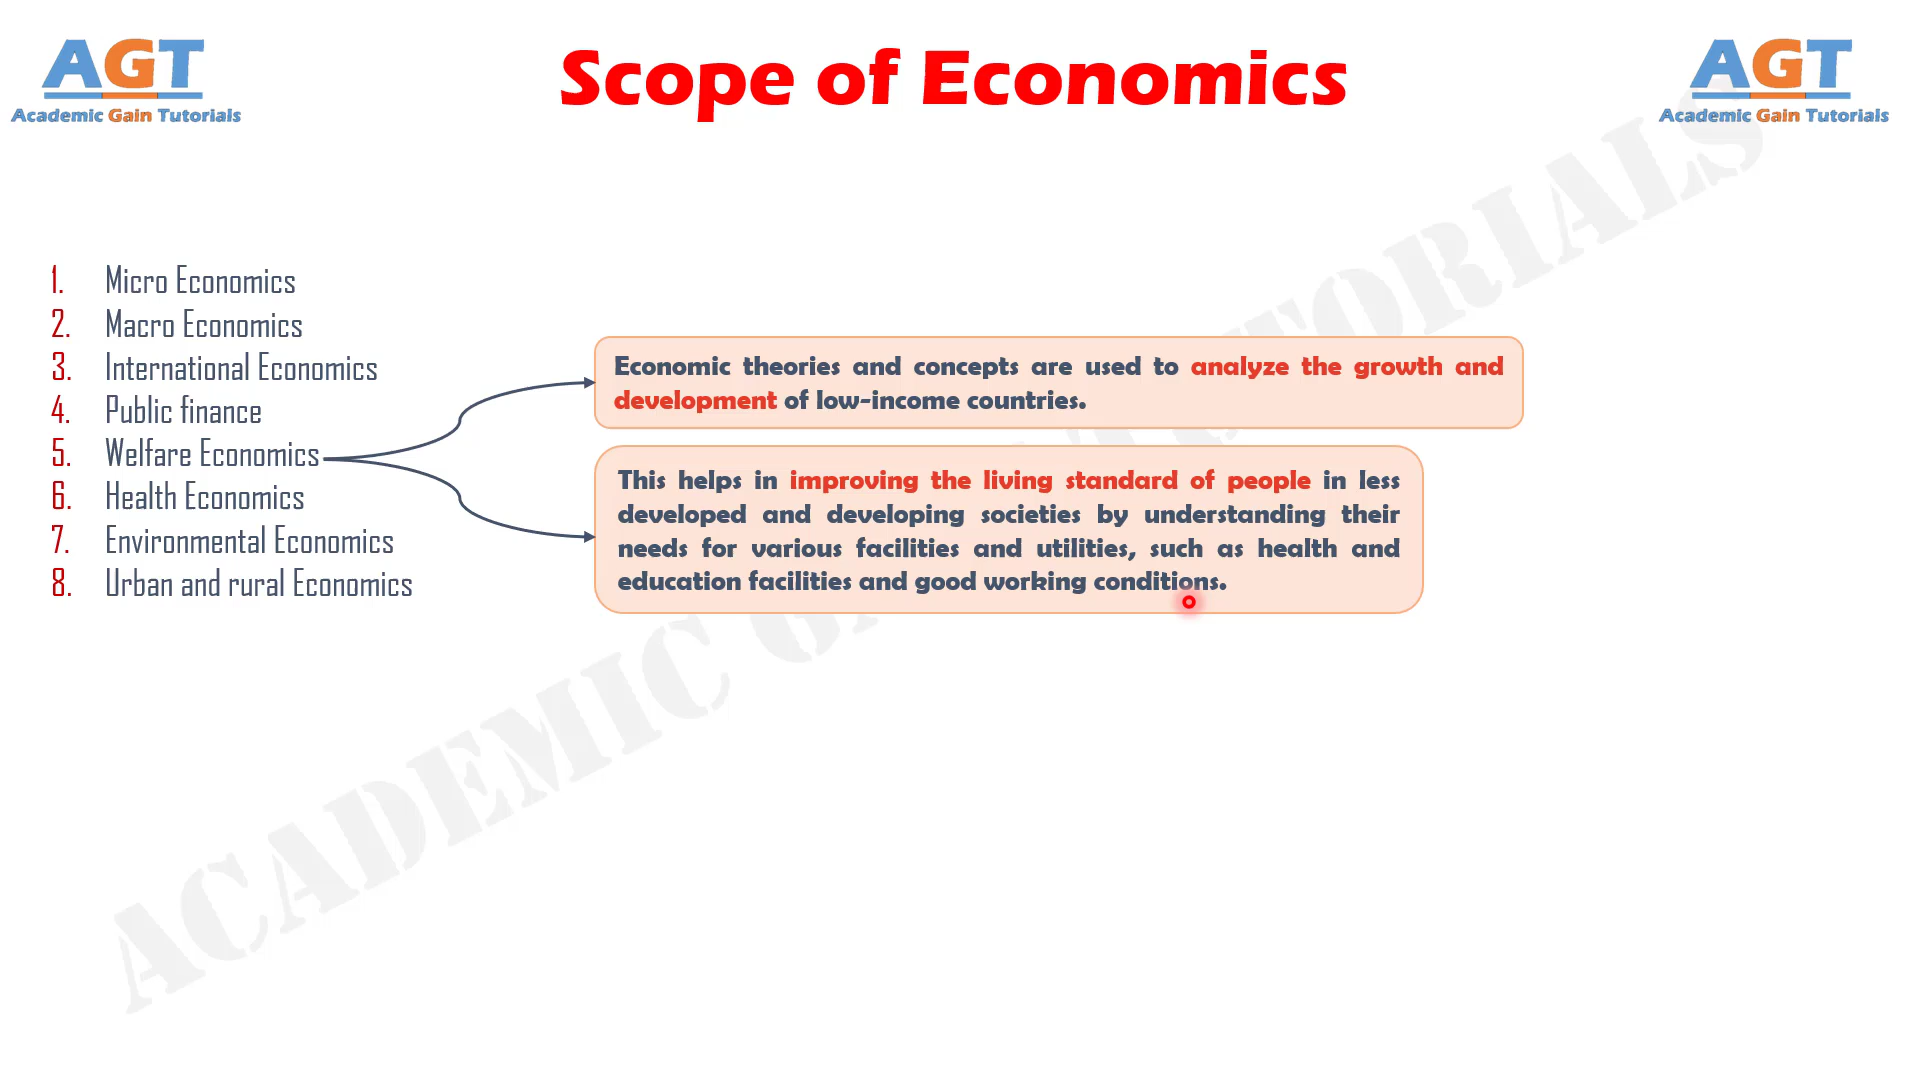 AGT
Academic Gain Tutorials
Scope of Economics
AGT
Academic Gain Tutorials
1. Micro Economics
2. Macro Economics
3. International Economics
4. Public finance
5. Welfare Economics
6. Health Economics
7. Environmental Economics
8. Urban and rural Economics
Economic theories and concepts are used to analyze the growth and
development of low-income countries.
This helps in improving the living standard of people in less
developed and developing societies by understanding their
needs for various facilities and utilities, such as health and
education facilities and good working conditions.
ACADEMIC GAIN TUTORIALS